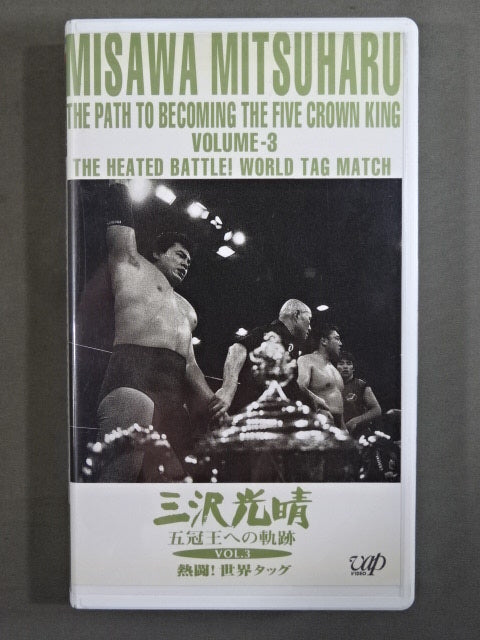 MISAWA MITSUHARU
THE PATH TO BECOMING THE FIVE CROWN KING
VOLUME-3
THE HEATED BATTLE! WORLD TAG MATCH
三沢光晴
五冠王への軌跡
VOL.3
熱闘!世界タッグ
vap
VIDEO